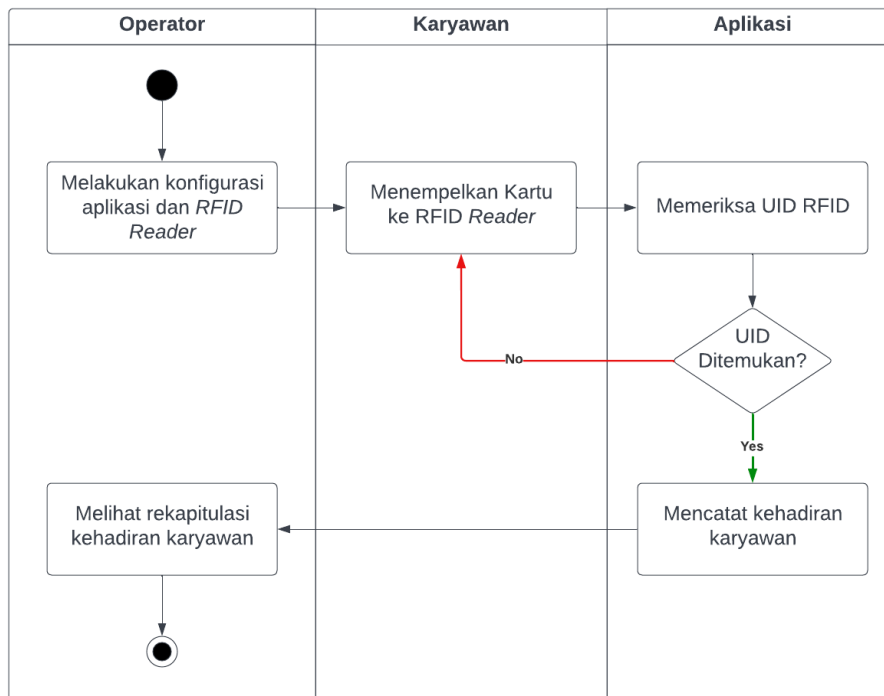 Operator
Karyawan
Aplikasi
Melakukan konfigurasi
aplikasi dan RFID
Reader
Menempelkan Kartu
ke RFID Reader
Memeriksa UID RFID
UID
Ditemukan?
No
Yes
Melihat rekapitulasi
kehadiran karyawan
Mencatat kehadiran
karyawan